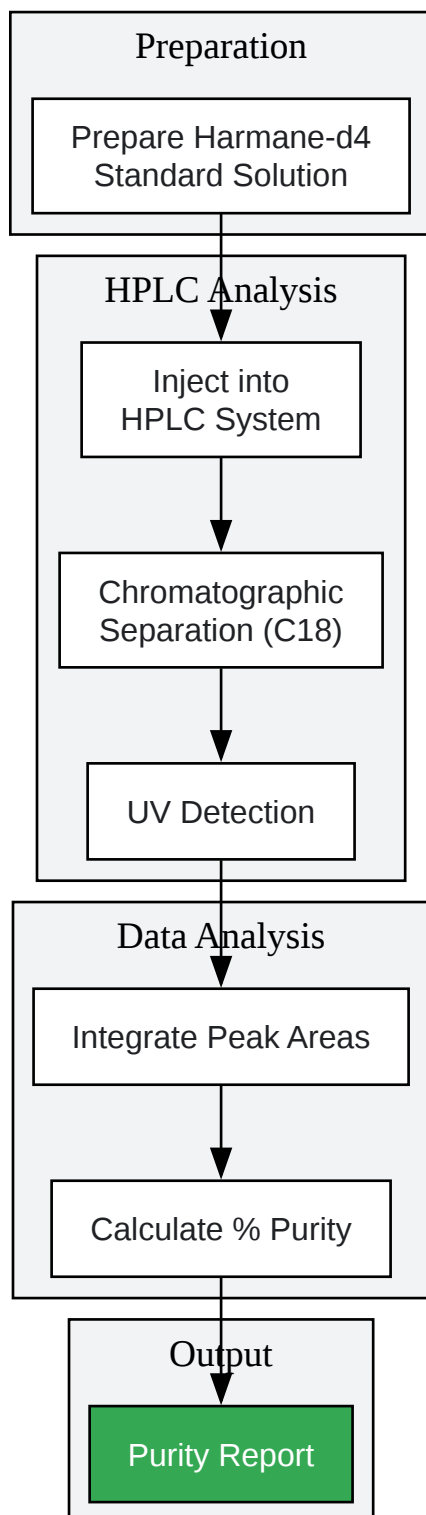 Preparation
Prepare Harmane-d4
Standard Solution
HPLC Analysis
Inject into
HPLC System
Chromatographic
Separation (C18)
UV Detection
Data Analysis
Integrate Peak Areas
Calculate % Purity
Output
Purity Report